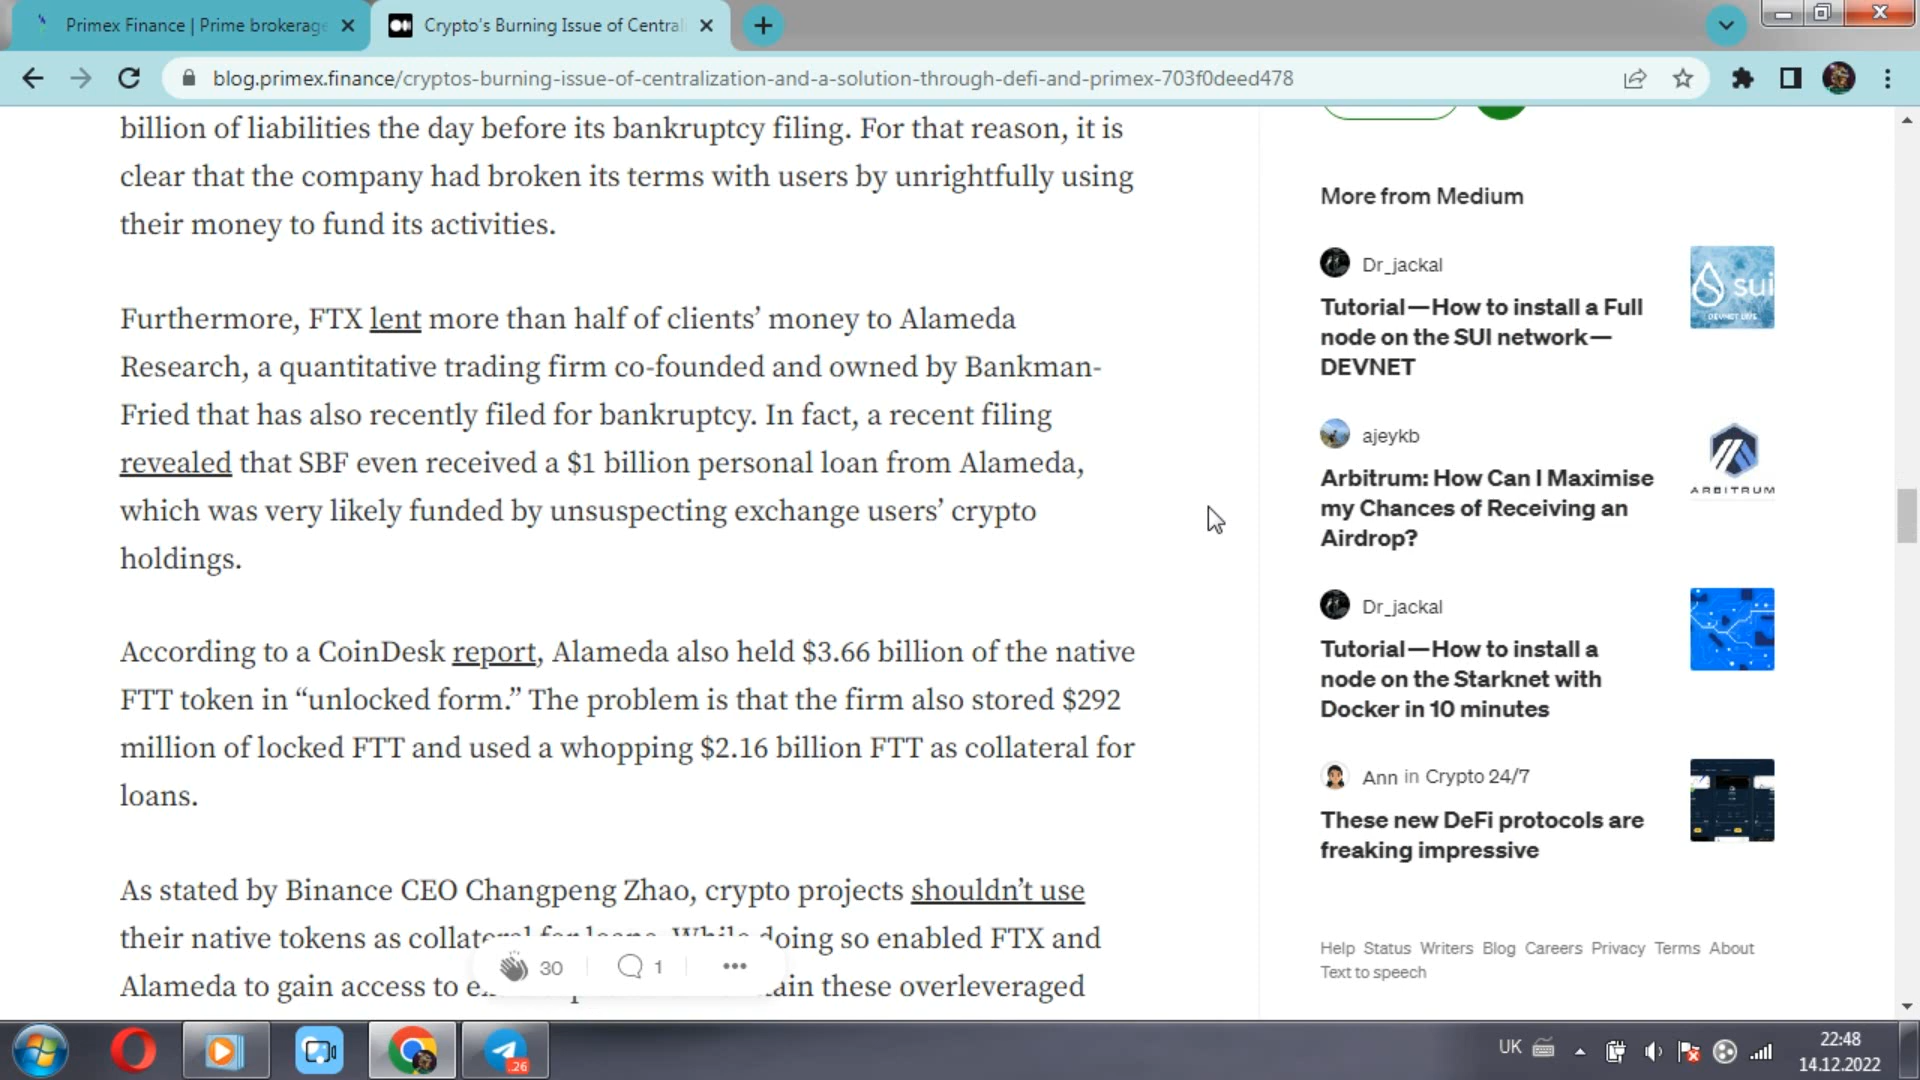 Primex Finance | Prime brokerage
Crypto's Burning Issue of Central
blog.primex.finance/cryptos-burning-issue-of-centralization-and-a-solution-through-defi-and-primex-703f0deed478
billion of liabilities the day before its bankruptcy filing. For that reason, it is
clear that the company had broken its terms with users by unrightfully using
their money to fund its activities.
Furthermore, FTX lent more than half of clients’ money to Alameda
Research, a quantitative trading firm co-founded and owned by Bankman-
Fried that has also recently filed for bankruptcy. In fact, a recent filing
revealed that SBF even received a $1 billion personal loan from Alameda,
which was very likely funded by unsuspecting exchange users’ crypto
holdings.
According to a CoinDesk report, Alameda also held $3.66 billion of the native
FTT token in “unlocked form.” The problem is that the firm also stored $292
million of locked FTT and used a whopping $2.16 billion FTT as collateral for
loans.
As stated by Binance CEO Changpeng Zhao, crypto projects shouldn’t use
their native tokens as collateral for loans. While doing so enabled FTX and
Alameda to gain access to these overleveraged
30
1
More from Medium
Dr_jackal
Tutorial — How to install a Full
node on the SUI network —
DEVNET
sui
DEVNET LIVE
ajeykb
Arbitrum: How Can I Maximise
my Chances of Receiving an
Airdrop?
ARBITRUM
Dr_jackal
Tutorial — How to install a
node on the Starknet with
Docker in 10 minutes
Ann in Crypto 24/7
These new DeFi protocols are
freaking impressive
Help Status Writers Blog Careers Privacy Terms About
Text to speech
26
UK
22:48
14.12.2022